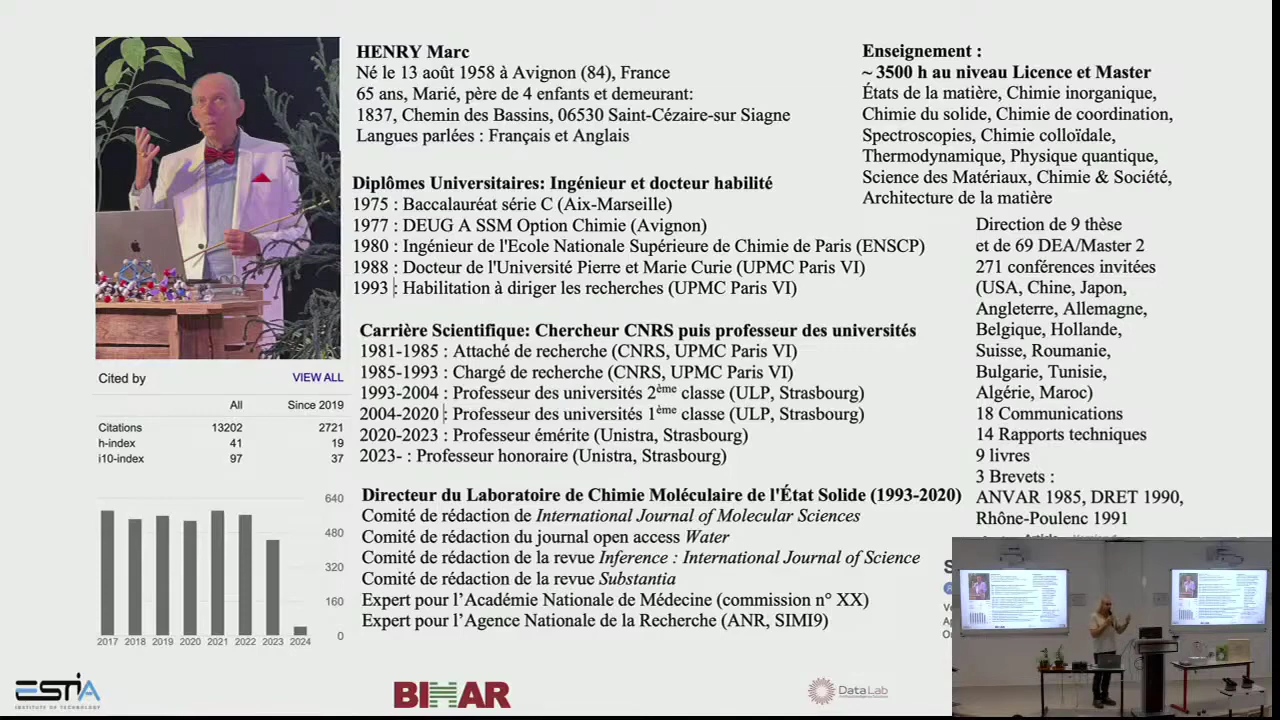 HENRY Marc
Né le 13 août 1958 à Avignon (84), France
65 ans, Marié, père de 4 enfants et demeurant:
1837, Chemin des Bassins, 06530 Saint-Cézaire-sur Siagne
Langues parlées : Français et Anglais
Diplômes Universitaires: Ingénieur et docteur habilité
1975 : Baccalauréat série C (Aix-Marseille)
1977 : DEUG A SSM Option Chimie (Avignon)
1980 : Ingénieur de l'Ecole Nationale Supérieure de Chimie de Paris (ENSCP)
1988 : Docteur de l'Université Pierre et Marie Curie (UPMC Paris VI)
1993 : Habilitation à diriger les recherches (UPMC Paris VI)
Carrière Scientifique: Chercheur CNRS puis professeur des universités
1981-1985 : Attaché de recherche (CNRS, UPMC Paris VI)
1985-1993 : Chargé de recherche (CNRS, UPMC Paris VI)
1993-2004 : Professeur des universités 2ème classe (ULP, Strasbourg)
2004-2020 : Professeur des universités 1ème classe (ULP, Strasbourg)
2020-2023 : Professeur émérite (Unistra, Strasbourg)
2023- : Professeur honoraire (Unistra, Strasbourg)
Directeur du Laboratoire de Chimie Moléculaire de l'État Solide (1993-2020)
Comité de rédaction de International Journal of Molecular Sciences
Comité de rédaction du journal open access Water
Comité de rédaction de la revue Inference : International Journal of Science
Comité de rédaction de la revue Substantia
Expert pour l'Académie Nationale de Médecine (commission n° XX)
Expert pour l'Agence Nationale de la Recherche (ANR, SIMI9)
Enseignement :
~ 3500 h au niveau Licence et Master
États de la matière, Chimie inorganique,
Chimie du solide, Chimie de coordination,
Spectroscopies, Chimie colloïdale,
Thermodynamique, Physique quantique,
Science des Matériaux, Chimie & Société,
Architecture de la matière
Direction de 9 thèse
et de 69 DEA/Master 2
271 conférences invitées
(USA, Chine, Japon,
Angleterre, Allemagne,
Belgique, Hollande,
Suisse, Roumanie,
Bulgarie, Tunisie,
Algérie, Maroc)
18 Communications
14 Rapports techniques
9 livres
3 Brevets :
ANVAR 1985, DRET 1990,
Rhône-Poulenc 1991
Cited by VIEW ALL
All Since 2019
Citations 13202 2721
h-index 41 19
i10-index 97 37
640
480
320
160
0
2017 2018 2019 2020 2021 2022 2023 2024
ESTIA
INSTITUTE OF TECHNOLOGY
BIHAR
DataLab